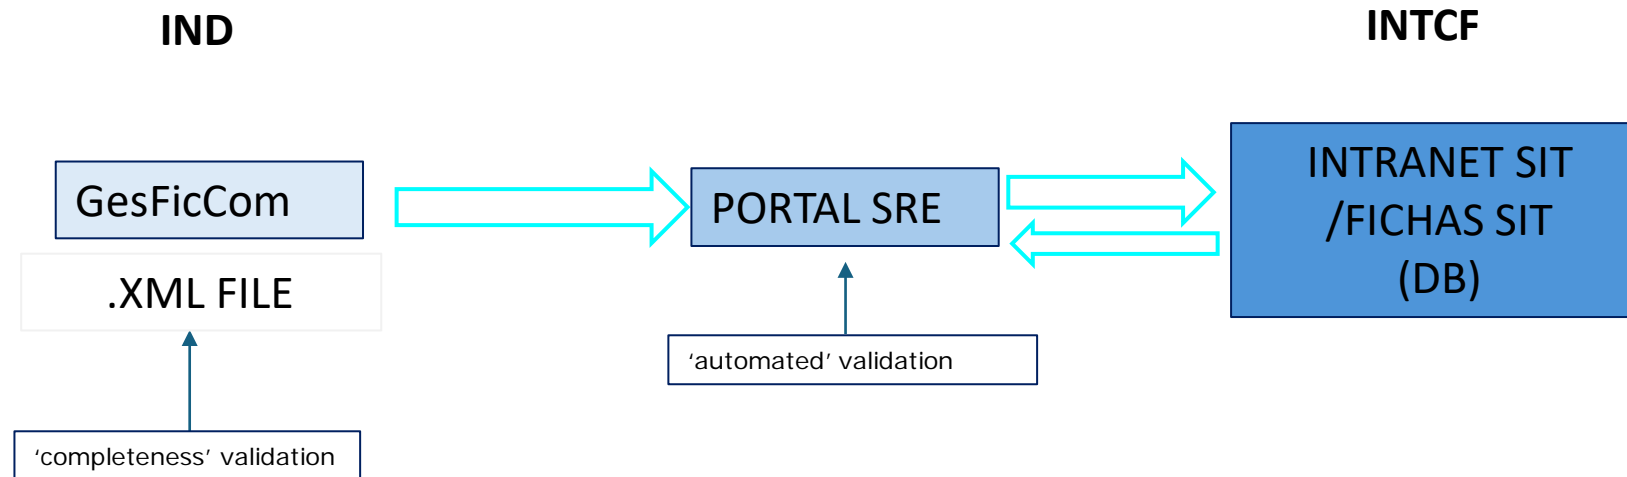 IND
INTCF
GesFicCom
.XML FILE
PORTAL SRE
INTRANET SIT
/FICHAS SIT
(DB)
‘automated’ validation
‘completeness’ validation